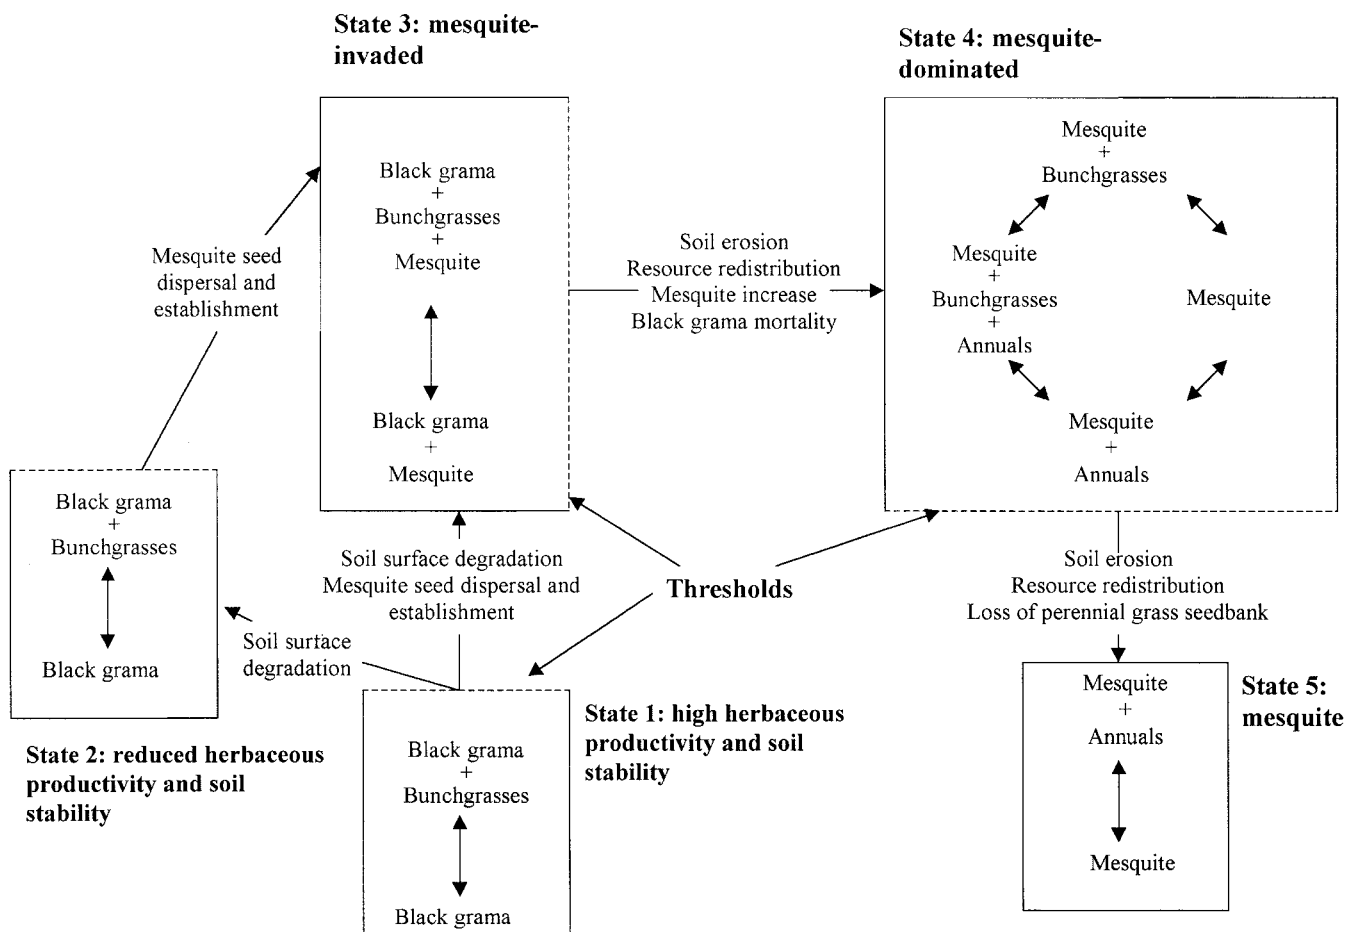 State 3: mesquite-
invaded
State 4: mesquite-
dominated
Black grama
+
Bunchgrasses
+
Mesquite
Black grama
+
Mesquite
Mesquite seed
dispersal and
establishment
Soil erosion
Resource redistribution
Mesquite increase
Black grama mortality
Mesquite
+
Bunchgrasses
Mesquite
+
Bunchgrasses
+
Annuals
Mesquite
Mesquite
+
Annuals
Black grama
+
Bunchgrasses
Black grama
State 2: reduced herbaceous
productivity and soil
stability
Soil surface
degradation
Soil surface degradation
Mesquite seed dispersal and
establishment
Thresholds
Soil erosion
Resource redistribution
Loss of perennial grass seedbank
Black grama
+
Bunchgrasses
Black grama
State 1: high herbaceous
productivity and soil
stability
Mesquite
+
Annuals
Mesquite
State 5:
mesquite